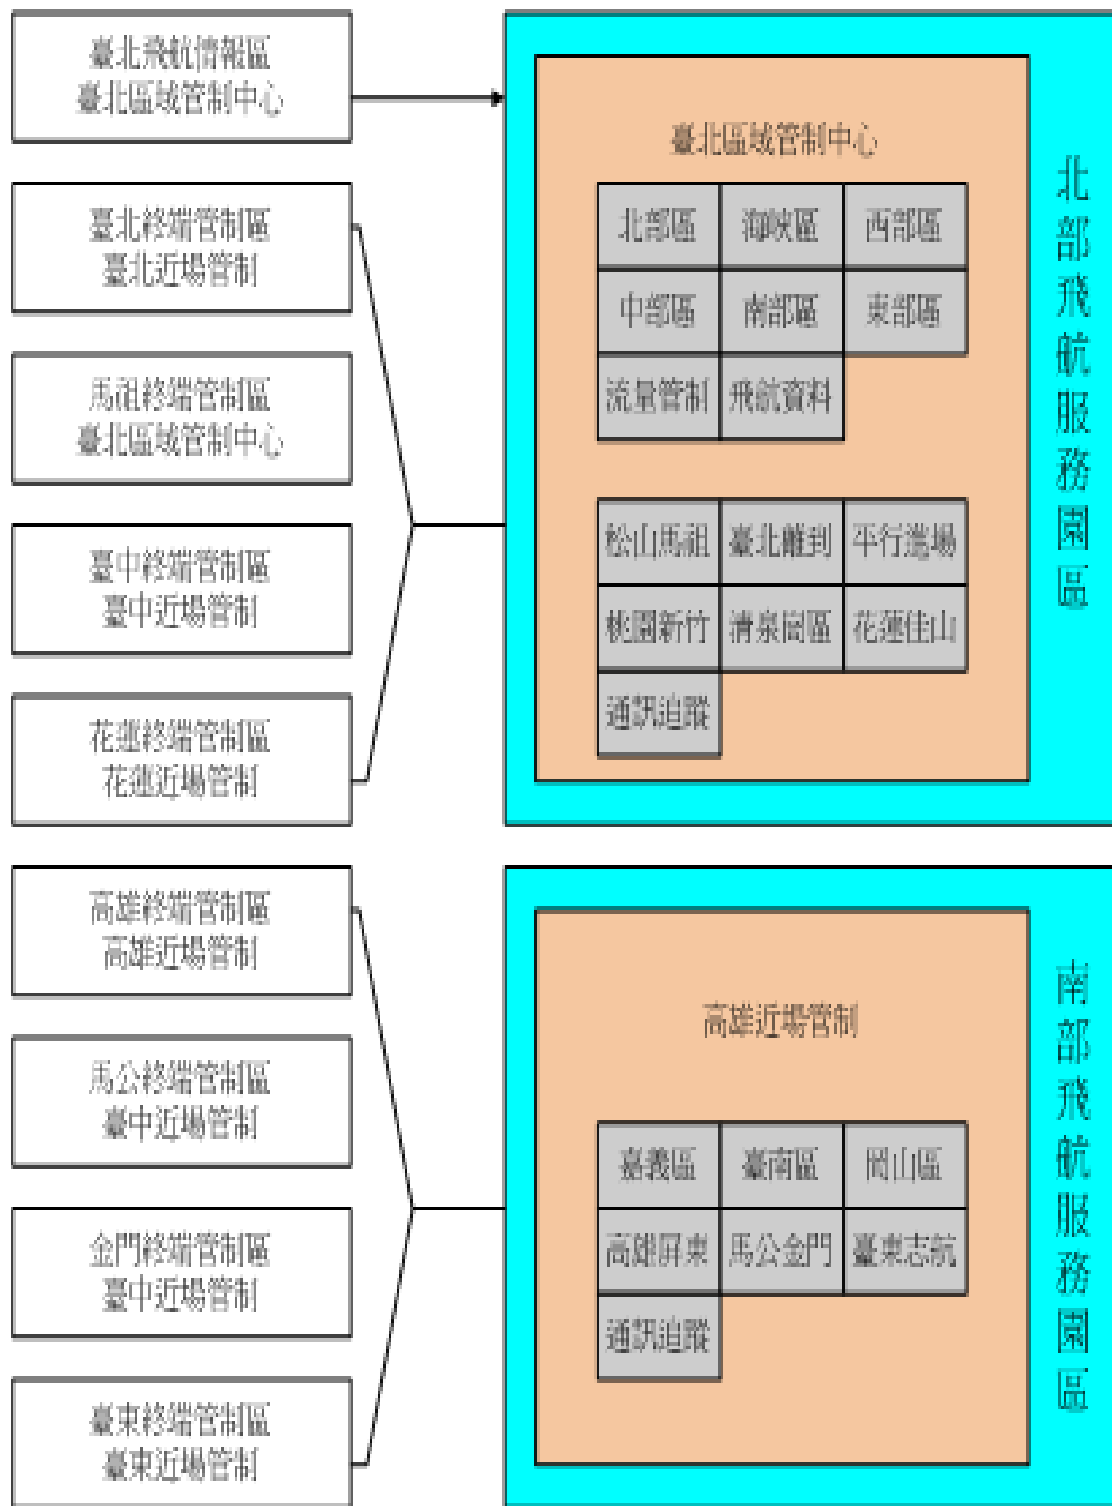 臺北飛航情報區
臺北區域管制中心
臺北終端管制區
臺北近場管制
馬祖終端管制區
臺北區域管制中心
臺中終端管制區
臺中近場管制
花蓮終端管制區
花蓮近場管制
臺北區域管制中心
北部區 海峽區 西部區
中部區 南部區 東部區
流量管制 飛航資料
松山馬祖 臺北離到 平行進場
桃園新竹 清泉崗區 花蓮佳山
通訊追蹤
北部飛航服務園區
高雄終端管制區
高雄近場管制
馬公終端管制區
臺中近場管制
金門終端管制區
臺中近場管制
臺東終端管制區
臺東近場管制
高雄近場管制
嘉義區 臺南區 岡山區
高雄屏東 馬公金門 臺東志航
通訊追蹤
南部飛航服務園區